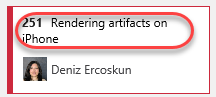 251 Rendering artifacts on
iPhone
Deniz Ercoskun